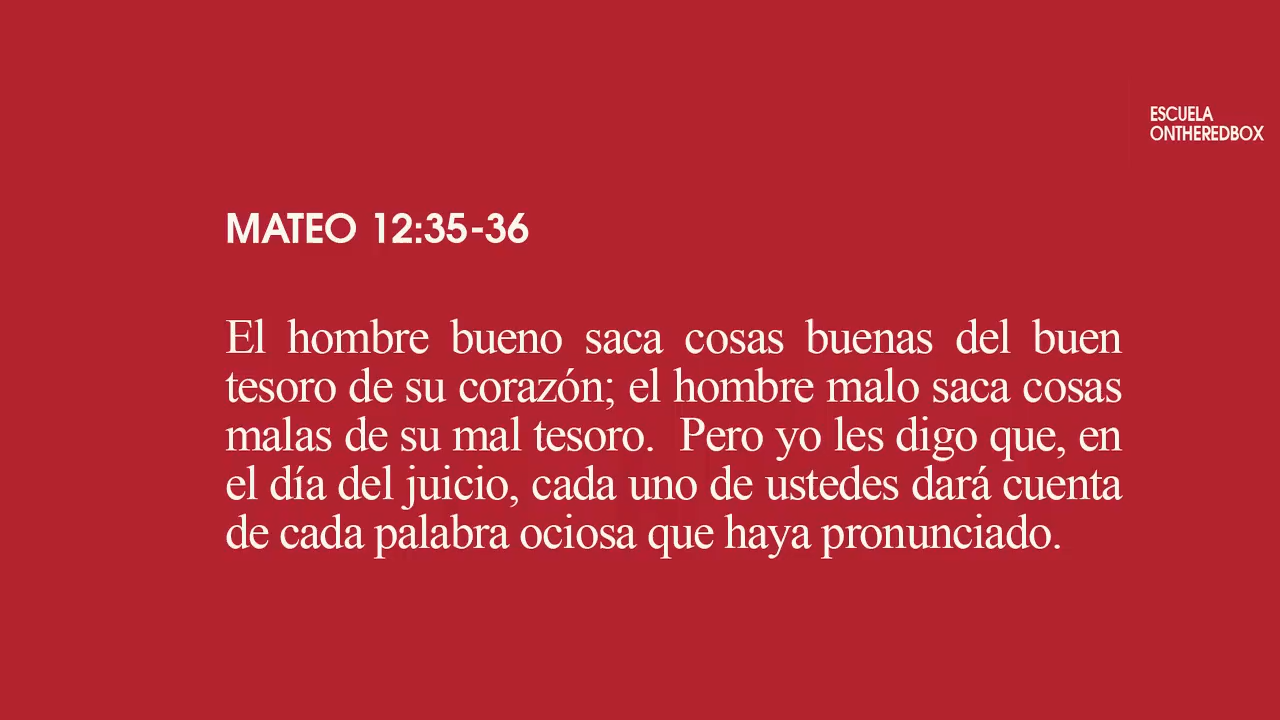 ESCUELA
ONTHEREDBOX
MATEO 12:35-36
El hombre bueno saca cosas buenas del buen
tesoro de su corazón; el hombre malo saca cosas
malas de su mal tesoro.  Pero yo les digo que, en
el día del juicio, cada uno de ustedes dará cuenta
de cada palabra ociosa que haya pronunciado.